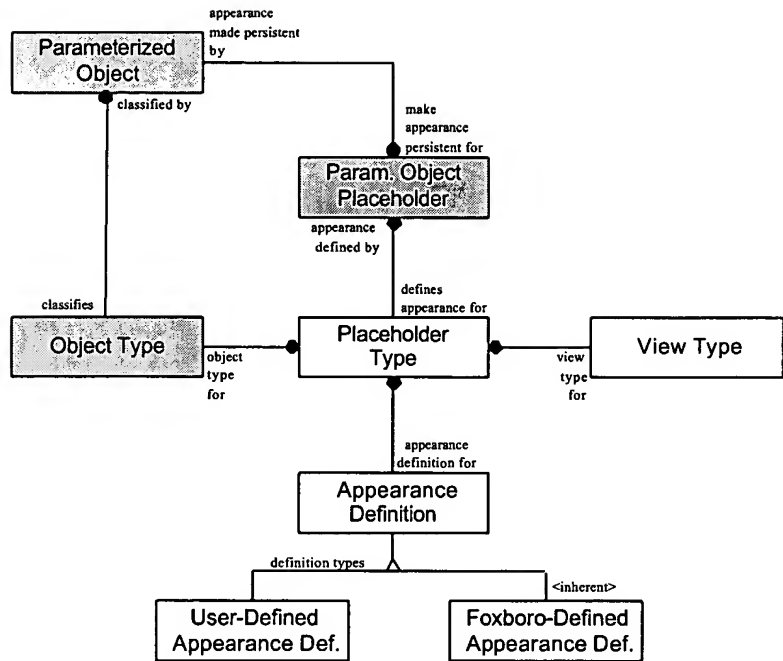 appearance
made persistent
by
Parameterized
Object
classified by
make
appearance
persistent for
Param. Object
Placeholder
appearance
defined by
classifies
defines
appearance for
Object Type
object
type
for
Placeholder
Type
view
type
for
View Type
appearance
definition for
Appearance
Definition
definition types
<inherent>
User-Defined
Appearance Def.
Foxboro-Defined
Appearance Def.